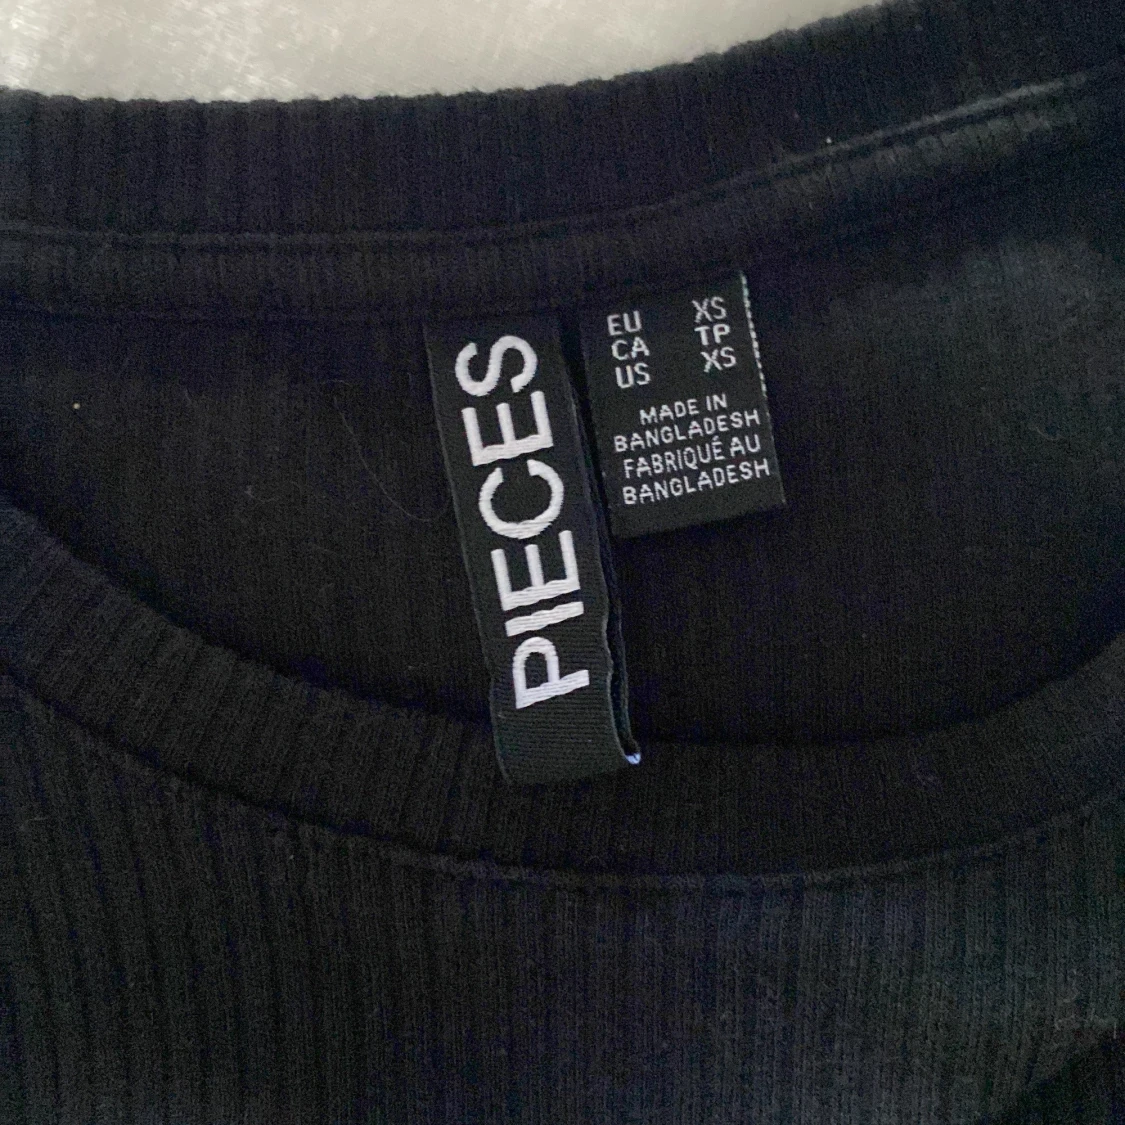 PIECES
EU XS
CA TP
US XS
MADE IN
BANGLADESH
FABRIQUÉ AU
BANGLADESH